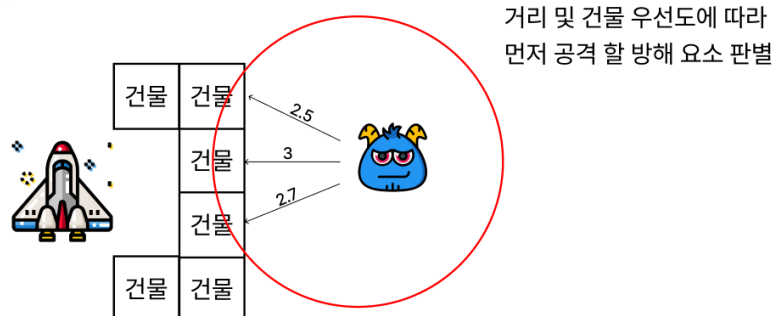 거리 및 건물 우선도에 따라
먼저 공격 할 방해 요소 판별
건물 건물
2.5
건물
3
건물
2.7
건물 건물